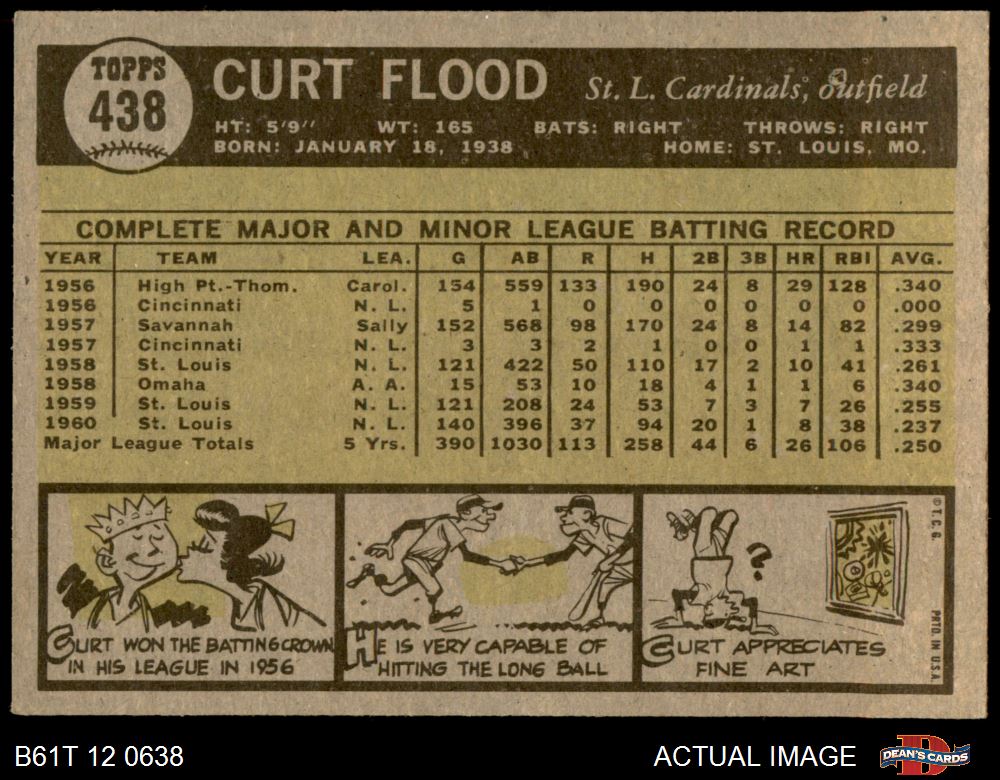 TOPPS
438
CURT FLOOD St. L. Cardinals, outfield
HT: 5'9" WT: 165 BATS: RIGHT THROWS: RIGHT
BORN: JANUARY 18, 1938 HOME: ST. LOUIS, MO.
COMPLETE MAJOR AND MINOR LEAGUE BATTING RECORD
YEAR TEAM LEA. G AB R H 2B 3B HR RBI AVG.
1956 High Pt.-Thom. Carol. 154 559 133 190 24 8 29 128 .340
1956 Cincinnati N. L. 5 1 0 0 0 0 0 0 .000
1957 Savannah Sally 152 568 98 170 24 8 14 82 .299
1957 Cincinnati N. L. 3 3 2 1 0 0 1 1 .333
1958 St. Louis N. L. 121 422 50 110 17 2 10 41 .261
1958 Omaha A. A. 15 53 10 18 4 1 1 6 .340
1959 St. Louis N. L. 121 208 24 53 7 3 7 26 .255
1960 St. Louis N. L. 140 396 37 94 20 1 8 38 .237
Major League Totals 5 Yrs. 390 1030 113 258 44 6 26 106 .250
CURT WON THE BATTING CROWN
IN HIS LEAGUE IN 1956
HE IS VERY CAPABLE OF
HITTING THE LONG BALL
?
CURT APPRECIATES
FINE ART
© T. C. G. PRTD. IN U.S.A.
B61T 12 0638 ACTUAL IMAGE
DEAN'S CARDS